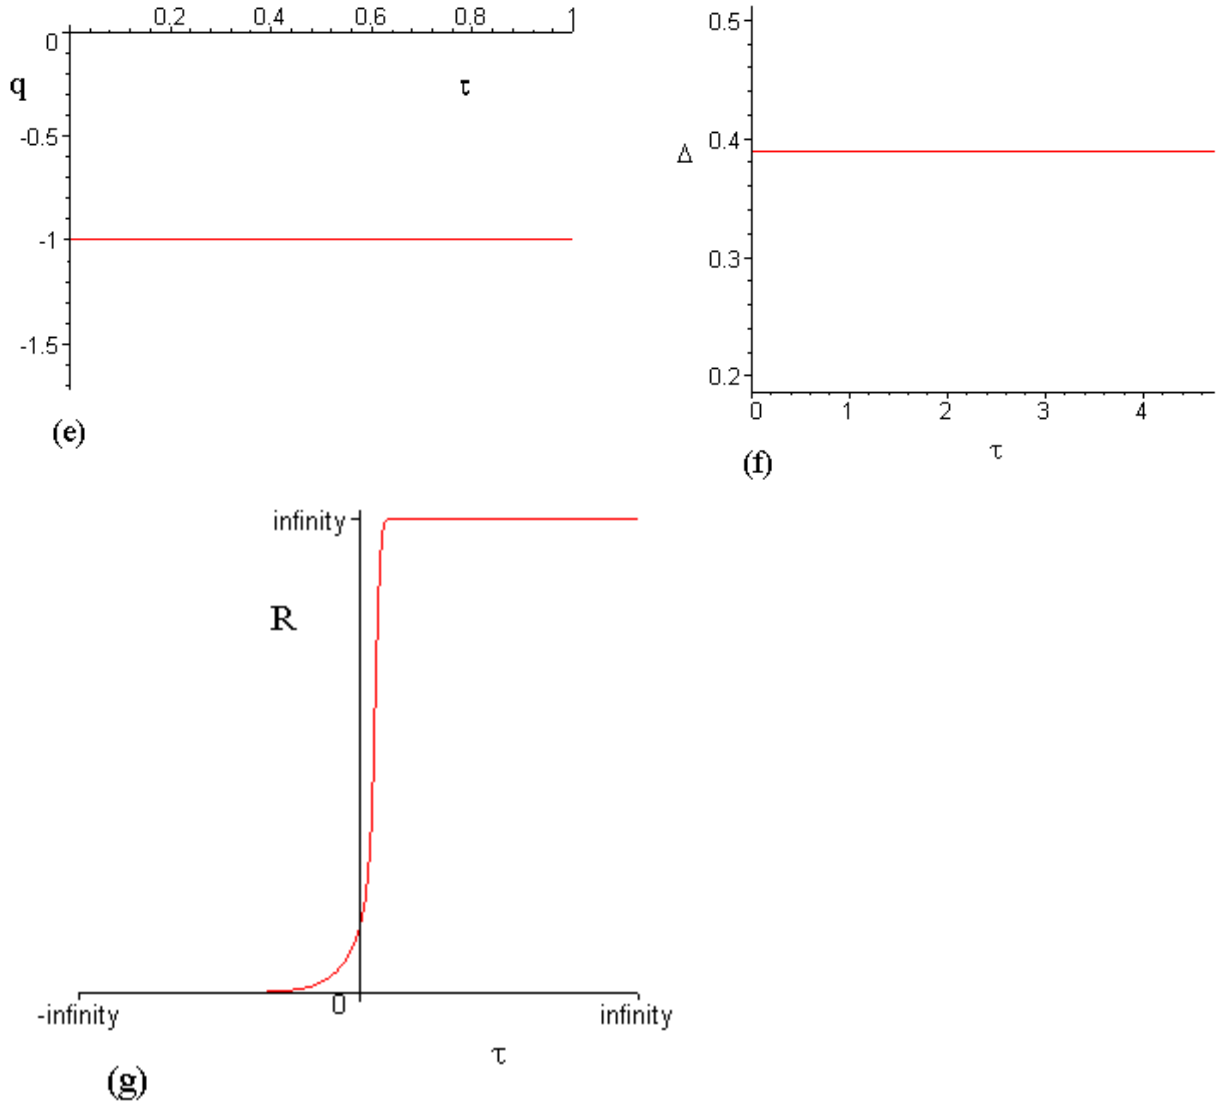 0.2 0.4 0.6 0.8 1
0
q
τ
-0.5
-1
-1.5
(e)
0.5
0.4
Δ
0.3
0.2
0 1 2 3 4
τ
(f)
infinity
R
0
-infinity
infinity
τ
(g)